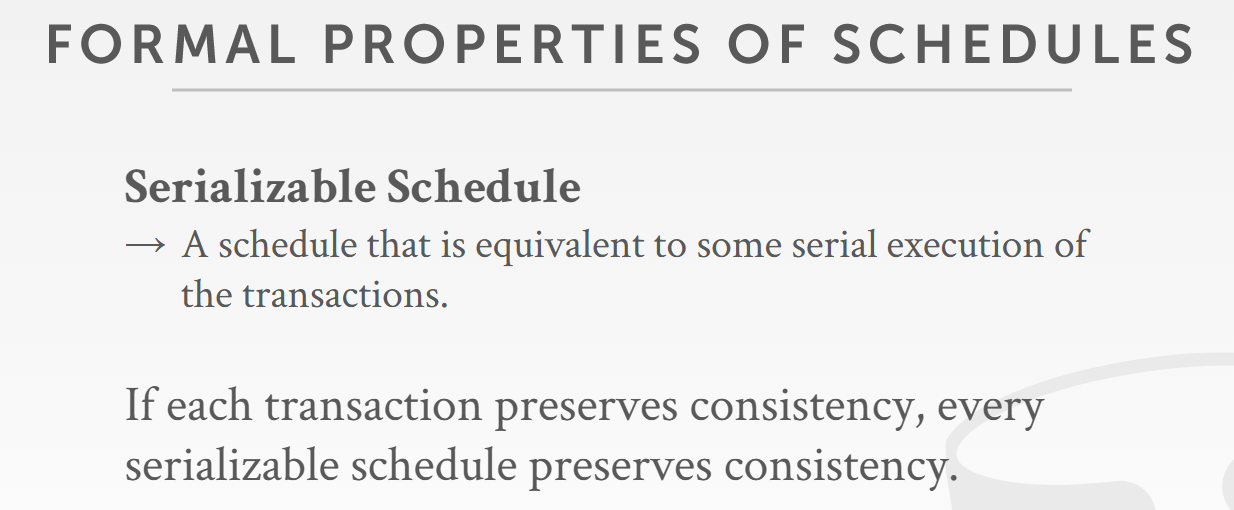 FORMAL PROPERTIES OF SCHEDULES
Serializable Schedule
→ A schedule that is equivalent to some serial execution of
the transactions.
If each transaction preserves consistency, every
serializable schedule preserves consistency.